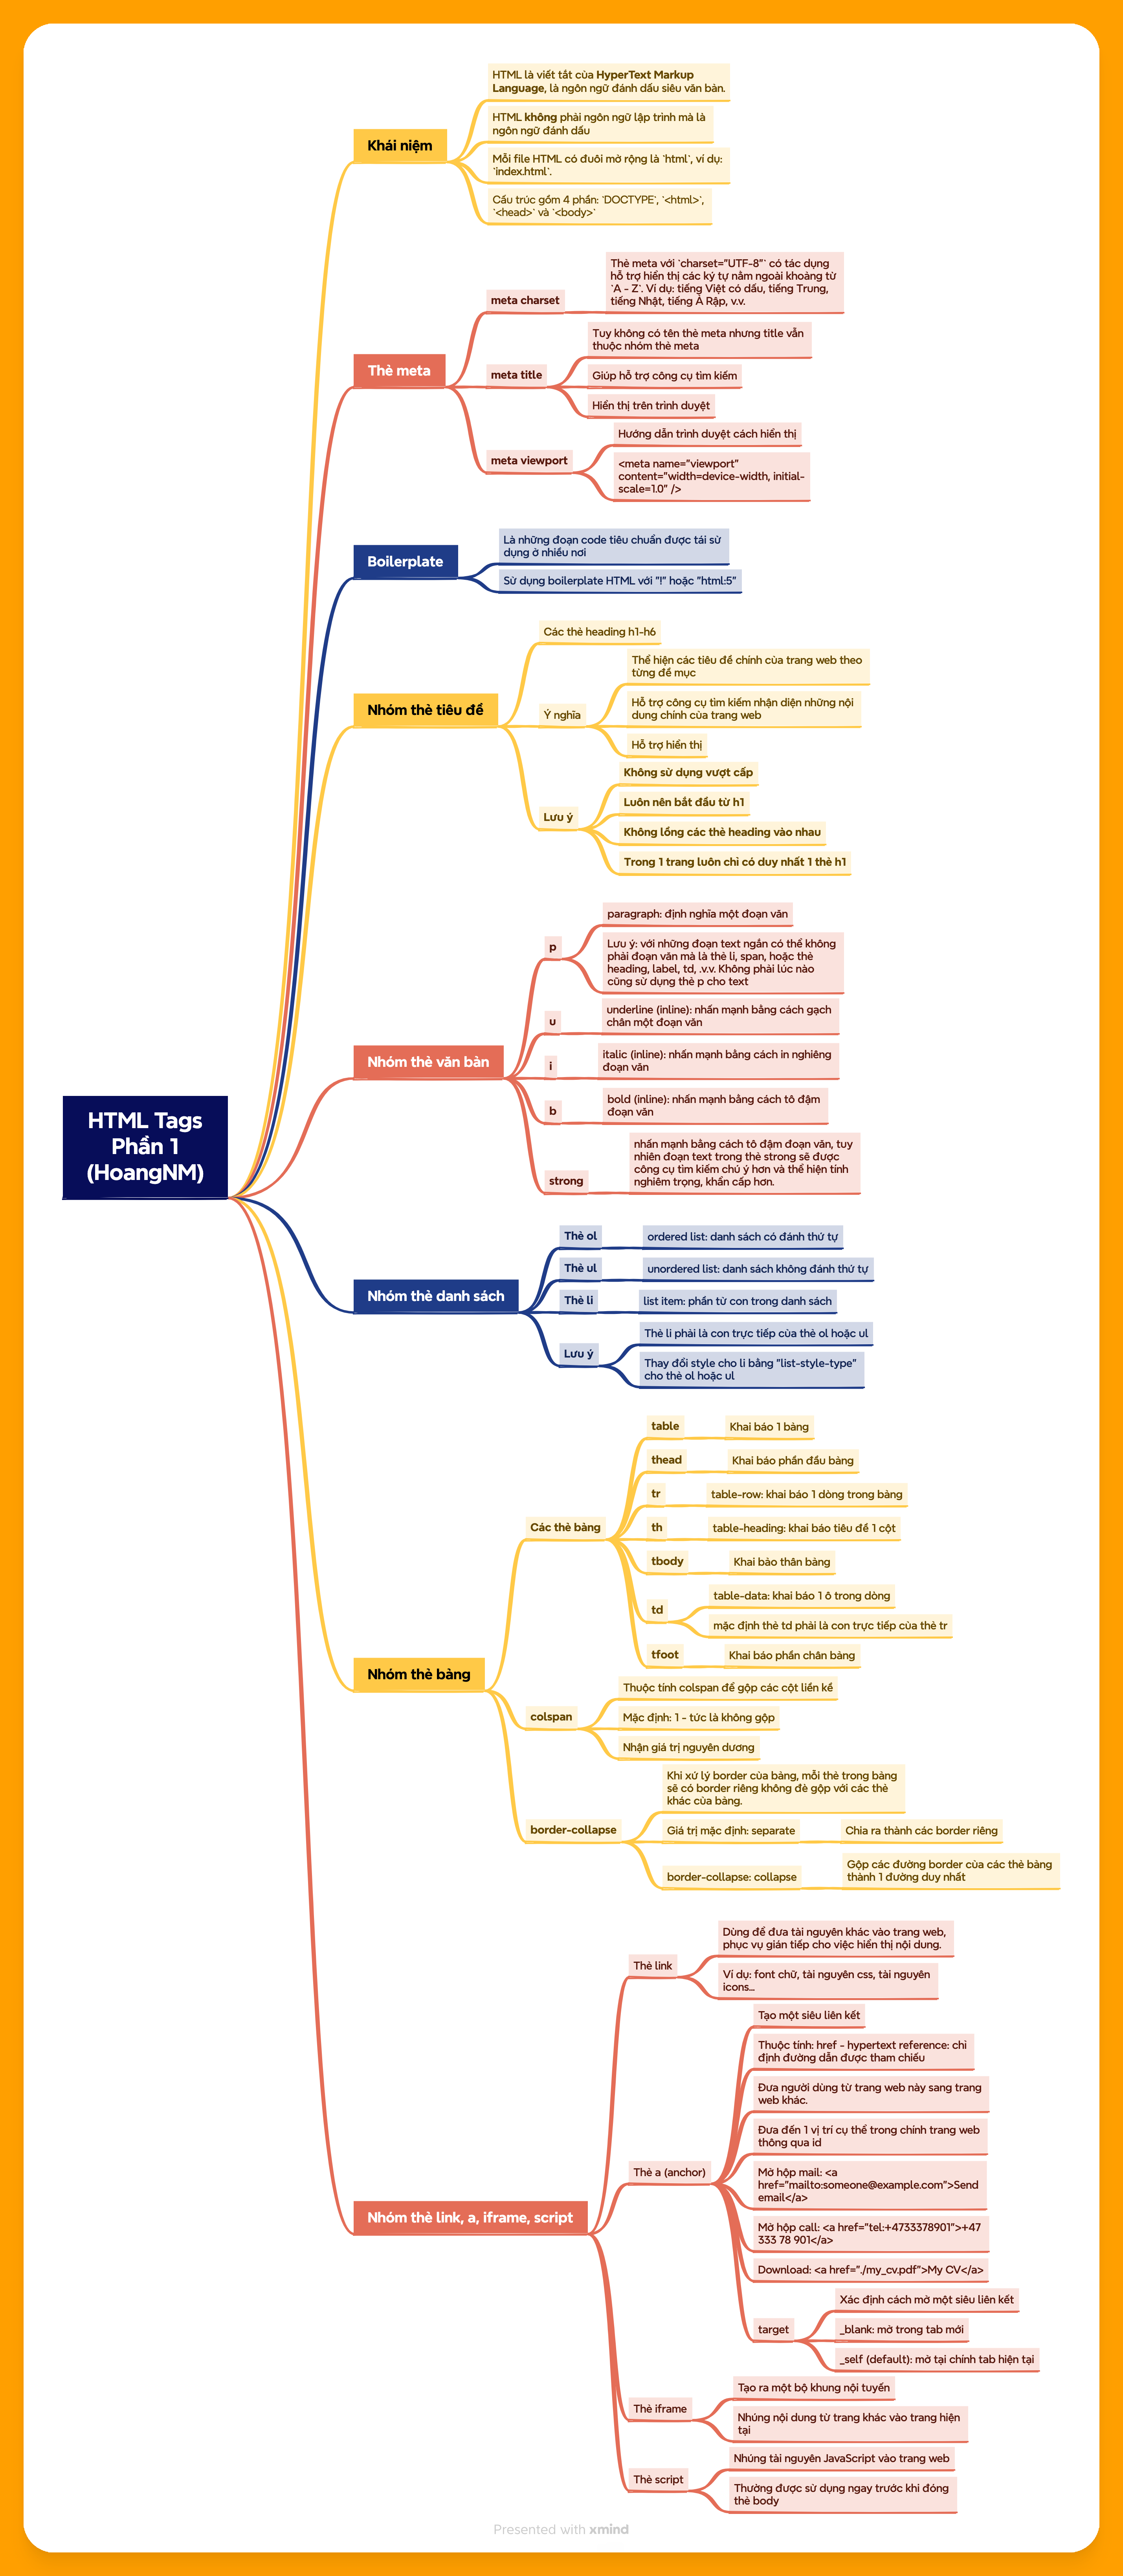 HTML Tags
Phần 1
(HoangNM)
Khái niệm
HTML là viết tắt của HyperText Markup
Language, là ngôn ngữ đánh dấu siêu văn bản.
HTML không phải ngôn ngữ lập trình mà là
ngôn ngữ đánh dấu
Mỗi file HTML có đuôi mở rộng là `html`, ví dụ:
`index.html`.
Cấu trúc gồm 4 phần: `DOCTYPE`, `<html>`,
`<head>` và `<body>`
Thẻ meta
meta charset
Thẻ meta với `charset="UTF-8"` có tác dụng
hỗ trợ hiển thị các ký tự nằm ngoài khoảng từ
`A - Z`. Ví dụ: tiếng Việt có dấu, tiếng Trung,
tiếng Nhật, tiếng Ả Rập, v.v.
meta title
Tuy không có tên thẻ meta nhưng title vẫn
thuộc nhóm thẻ meta
Giúp hỗ trợ công cụ tìm kiếm
Hiển thị trên trình duyệt
meta viewport
Hướng dẫn trình duyệt cách hiển thị
<meta name="viewport"
content="width=device-width, initial-
scale=1.0" />
Boilerplate
Là những đoạn code tiêu chuẩn được tái sử
dụng ở nhiều nơi
Sử dụng boilerplate HTML với "!" hoặc "html:5"
Nhóm thẻ tiêu đề
Các thẻ heading h1-h6
Ý nghĩa
Thể hiện các tiêu đề chính của trang web theo
từng đề mục
Hỗ trợ công cụ tìm kiếm nhận diện những nội
dung chính của trang web
Hỗ trợ hiển thị
Lưu ý
Không sử dụng vượt cấp
Luôn nên bắt đầu từ h1
Không lồng các thẻ heading vào nhau
Trong 1 trang luôn chỉ có duy nhất 1 thẻ h1
Nhóm thẻ văn bản
p
paragraph: định nghĩa một đoạn văn
Lưu ý: với những đoạn text ngắn có thể không
phải đoạn văn mà là thẻ li, span, hoặc thẻ
heading, label, td, .v.v. Không phải lúc nào
cũng sử dụng thẻ p cho text
u
underline (inline): nhấn mạnh bằng cách gạch
chân một đoạn văn
i
italic (inline): nhấn mạnh bằng cách in nghiêng
đoạn văn
b
bold (inline): nhấn mạnh bằng cách tô đậm
đoạn văn
strong
nhấn mạnh bằng cách tô đậm đoạn văn, tuy
nhiên đoạn text trong thẻ strong sẽ được
công cụ tìm kiếm chú ý hơn và thể hiện tính
nghiêm trọng, khẩn cấp hơn.
Nhóm thẻ danh sách
Thẻ ol
ordered list: danh sách có đánh thứ tự
Thẻ ul
unordered list: danh sách không đánh thứ tự
Thẻ li
list item: phần từ con trong danh sách
Lưu ý
Thẻ li phải là con trực tiếp của thẻ ol hoặc ul
Thay đổi style cho li bằng "list-style-type"
cho thẻ ol hoặc ul
Nhóm thẻ bảng
Các thẻ bảng
table
Khai báo 1 bảng
thead
Khai báo phần đầu bảng
tr
table-row: khai báo 1 dòng trong bảng
th
table-heading: khai báo tiêu đề 1 cột
tbody
Khai bảo thân bảng
td
table-data: khai báo 1 ô trong dòng
mặc định thẻ td phải là con trực tiếp của thẻ tr
tfoot
Khai báo phần chân bảng
colspan
Thuộc tính colspan để gộp các cột liền kề
Mặc định: 1 - tức là không gộp
Nhận giá trị nguyên dương
border-collapse
Khi xử lý border của bảng, mỗi thẻ trong bảng
sẽ có border riêng không đè gộp với các thẻ
khác của bảng.
Giá trị mặc định: separate
Chia ra thành các border riêng
border-collapse: collapse
Gộp các đường border của các thẻ bảng
thành 1 đường duy nhất
Nhóm thẻ link, a, iframe, script
Thẻ link
Dùng để đưa tài nguyên khác vào trang web,
phục vụ gián tiếp cho việc hiển thị nội dung.
Ví dụ: font chữ, tài nguyên css, tài nguyên
icons...
Thẻ a (anchor)
Tạo một siêu liên kết
Thuộc tính: href - hypertext reference: chỉ
định đường dẫn được tham chiếu
Đưa người dùng từ trang web này sang trang
web khác.
Đưa đến 1 vị trí cụ thể trong chính trang web
thông qua id
Mở hộp mail: <a
href="mailto:someone@example.com">Send
email</a>
Mở hộp call: <a href="tel:+4733378901">+47
333 78 901</a>
Download: <a href="./my_cv.pdf">My CV</a>
target
Xác định cách mở một siêu liên kết
_blank: mở trong tab mới
_self (default): mở tại chính tab hiện tại
Thẻ iframe
Tạo ra một bộ khung nội tuyến
Nhúng nội dung từ trang khác vào trang hiện
tại
Thẻ script
Nhúng tài nguyên JavaScript vào trang web
Thường được sử dụng ngay trước khi đóng
thẻ body
Presented with xmind